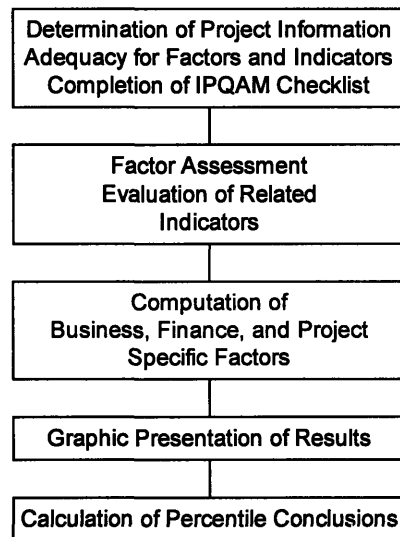 Determination of Project Information
Adequacy for Factors and Indicators
Completion of IPQAM Checklist
Factor Assessment
Evaluation of Related
Indicators
Computation of
Business, Finance, and Project
Specific Factors
Graphic Presentation of Results
Calculation of Percentile Conclusions